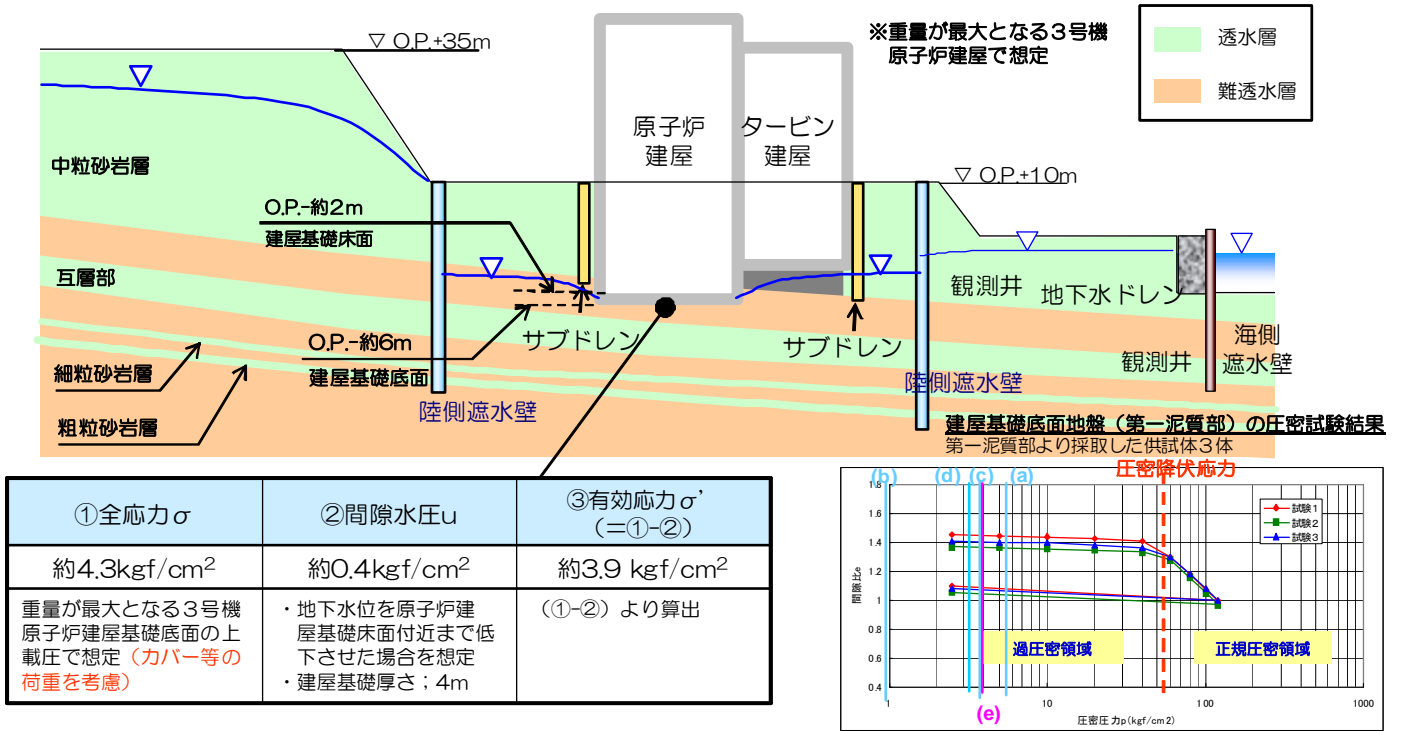 ▽ O.P.+35m
※重量が最大となる３号機
原子炉建屋で想定
透水層
難透水層
原子炉
建屋
タービン
建屋
中粒砂岩層
▽ O.P.+10m
O.P.-約2m
建屋基礎床面
互層部
観測井
地下水ドレン
サブドレン
サブドレン
海側
遮水壁
観測井
O.P.-約6m
建屋基礎底面
細粒砂岩層
粗粒砂岩層
陸側遮水壁
陸側遮水壁
建屋基礎底面地盤（第一泥質部）の圧密試験結果
第一泥質部より採取した供試体３体
圧密降伏応力
①全応力σ
②間隙水圧u
③有効応力σ’
（＝①-②）
約4.3kgf/cm²
約0.4kgf/cm²
約3.9 kgf/cm²
重量が最大となる３号機
原子炉建屋基礎底面の上
載圧で想定（カバー等の
荷重を考慮）
・地下水位を原子炉建
屋基礎床面付近まで低
下させた場合を想定
・建屋基礎厚さ；4m
（①-②）より算出
(b)
(d)
(c)
(a)
(e)
1.8
1.6
1.4
1.2
1
0.8
0.6
0.4
間隙比e
試験1
試験2
試験3
過圧密領域
正規圧密領域
1
10
100
1000
圧密圧力p(kgf/cm2)